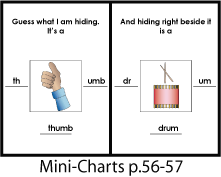 Guess what I am hiding.
It's a
th umb
thumb
And hiding right beside it
is a
dr um
drum
Mini-Charts p.56-57